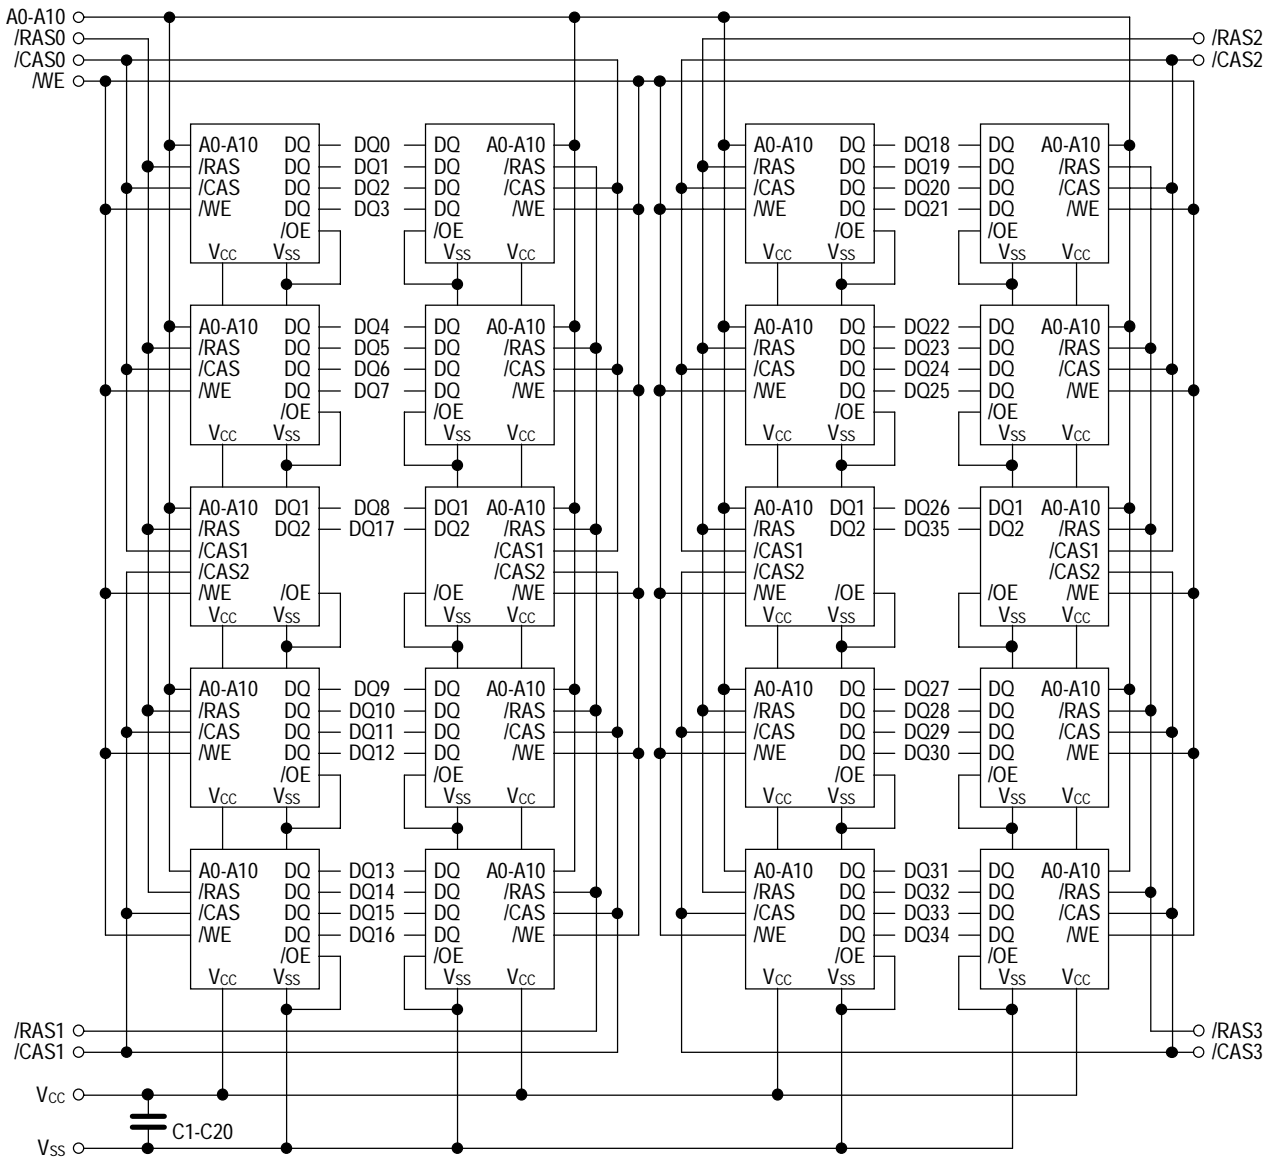 A0-A10
/RAS0 /RAS2
/CAS0 /CAS2
/WE
A0-A10 DQ DQ0 DQ A0-A10 A0-A10 DQ DQ18 DQ A0-A10
/RAS DQ DQ1 DQ /RAS /RAS DQ DQ19 DQ /RAS
/CAS DQ DQ2 DQ /CAS /CAS DQ DQ20 DQ /CAS
/WE DQ DQ3 DQ /WE /WE DQ DQ21 DQ /WE
/OE /OE /OE /OE
VCC VSS VSS VCC VCC VSS VSS VCC
A0-A10 DQ DQ4 DQ A0-A10 A0-A10 DQ DQ22 DQ A0-A10
/RAS DQ DQ5 DQ /RAS /RAS DQ DQ23 DQ /RAS
/CAS DQ DQ6 DQ /CAS /CAS DQ DQ24 DQ /CAS
/WE DQ DQ7 DQ /WE /WE DQ DQ25 DQ /WE
/OE /OE /OE /OE
VCC VSS VSS VCC VCC VSS VSS VCC
A0-A10 DQ1 DQ8 DQ1 A0-A10 A0-A10 DQ1 DQ26 DQ1 A0-A10
/RAS DQ2 DQ17 DQ2 /RAS /RAS DQ2 DQ35 DQ2 /RAS
/CAS1 /CAS1 /CAS1 /CAS1
/CAS2 /CAS2 /CAS2 /CAS2
/WE /OE /OE /WE /WE /OE /OE /WE
VCC VSS VSS VCC VCC VSS VSS VCC
A0-A10 DQ DQ9 DQ A0-A10 A0-A10 DQ DQ27 DQ A0-A10
/RAS DQ DQ10 DQ /RAS /RAS DQ DQ28 DQ /RAS
/CAS DQ DQ11 DQ /CAS /CAS DQ DQ29 DQ /CAS
/WE DQ DQ12 DQ /WE /WE DQ DQ30 DQ /WE
/OE /OE /OE /OE
VCC VSS VSS VCC VCC VSS VSS VCC
A0-A10 DQ DQ13 DQ A0-A10 A0-A10 DQ DQ31 DQ A0-A10
/RAS DQ DQ14 DQ /RAS /RAS DQ DQ32 DQ /RAS
/CAS DQ DQ15 DQ /CAS /CAS DQ DQ33 DQ /CAS
/WE DQ DQ16 DQ /WE /WE DQ DQ34 DQ /WE
/OE /OE /OE /OE
VCC VSS VSS VCC VCC VSS VSS VCC
/RAS1 /RAS3
/CAS1 /CAS3
VCC
C1-C20
VSS